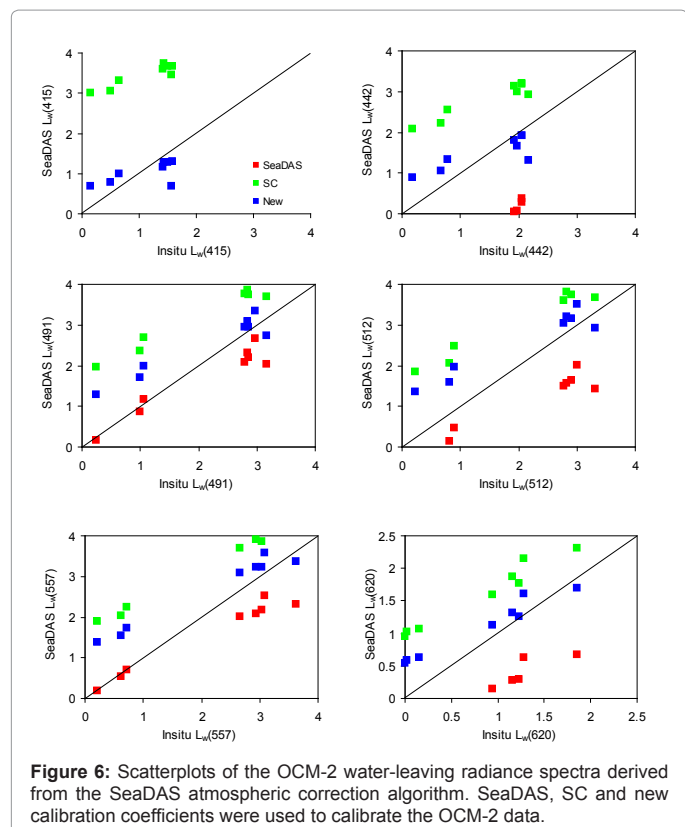 4
3
2
1
0
0 1 2 3 4
SeaDAS Lw(415)
Insitu Lw(415)
SeaDAS
SC
New
4
3
2
1
0
0 1 2 3 4
SeaDAS Lw(442)
Insitu Lw(442)
4
3
2
1
0
0 1 2 3 4
SeaDAS Lw(491)
Insitu Lw(491)
4
3
2
1
0
0 1 2 3 4
SeaDAS Lw(512)
Insitu Lw(512)
4
3
2
1
0
0 1 2 3 4
SeaDAS Lw(557)
Insitu Lw(557)
2.5
2
1.5
1
0.5
0
0 0.5 1 1.5 2 2.5
SeaDAS Lw(620)
Insitu Lw(620)
Figure 6: Scatterplots of the OCM-2 water-leaving radiance spectra derived
from the SeaDAS atmospheric correction algorithm. SeaDAS, SC and new
calibration coefficients were used to calibrate the OCM-2 data.